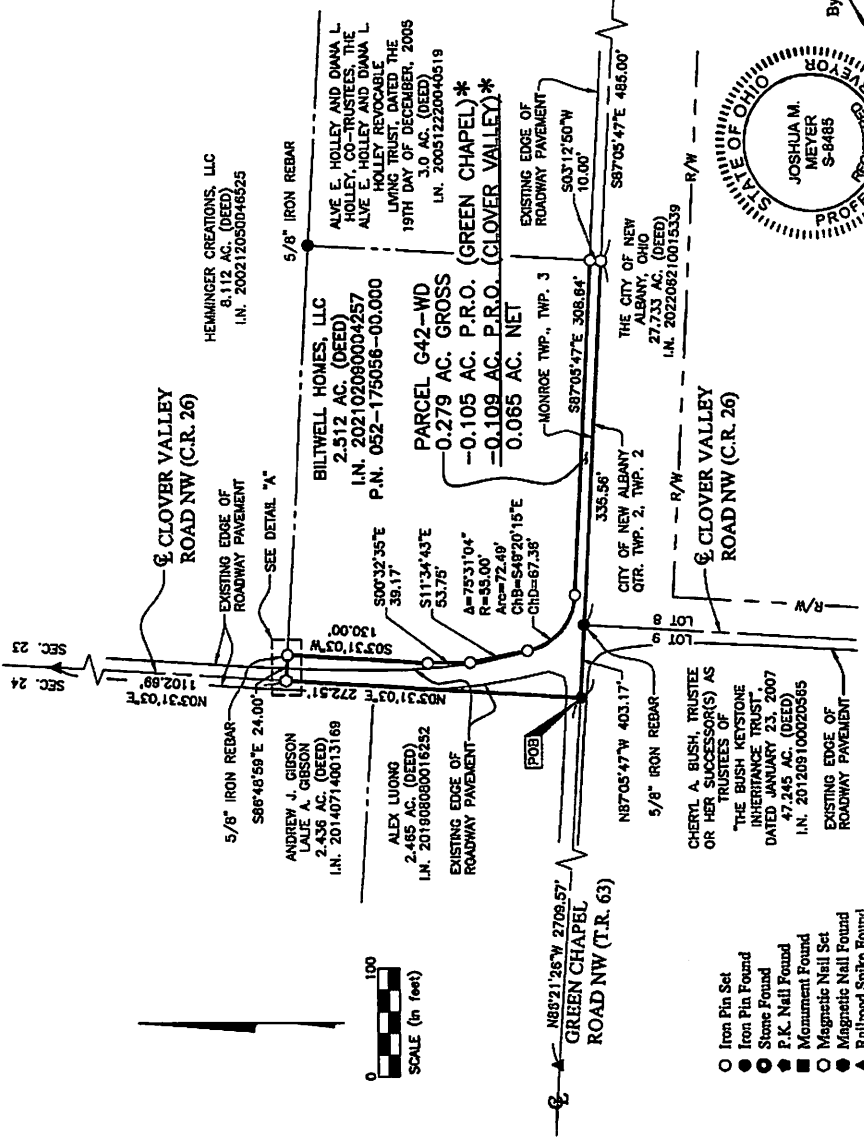 SEC. 24
SEC. 23
N03°31'03"E
1102.69'
℄ CLOVER VALLEY
ROAD NW (C.R. 26)
EXISTING EDGE OF
ROADWAY PAVEMENT
SEE DETAIL "A"
HEMMINGER CREATIONS, LLC
8.112 AC. (DEED)
I.N. 200212050046525
5/8" IRON REBAR
5/8" IRON REBAR
S86°48'59"E 24.00'
ANDREW J. GIBSON
LALIE A. GIBSON
2.436 AC. (DEED)
I.N. 201407140013169
N03°31'03"E 272.51'
S03°31'03"W
130.00'
BILTWELL HOMES, LLC
2.512 AC. (DEED)
I.N. 202102090004257
P.N. 052-175056-00.000
ALVE E. HOLLEY AND DIANA L.
HOLLEY, CO-TRUSTEES, THE
ALVE E. HOLLEY AND DIANA L.
HOLLEY REVOCABLE
LIVING TRUST, DATED THE
19TH DAY OF DECEMBER, 2005
3.0 AC. (DEED)
I.N. 200512220040519
ALEX LUONG
2.465 AC. (DEED)
I.N. 201908080016252
EXISTING EDGE OF
ROADWAY PAVEMENT
S00°32'35"E
39.17'
S11°34'43"E
53.75'
Δ=75°31'04"
R=55.00'
Arc=72.49'
ChB=S49°20'15"E
ChD=67.36'
PARCEL G42-WD
0.279 AC. GROSS
-0.105 AC. P.R.O. (GREEN CHAPEL)*
-0.109 AC. P.R.O. (CLOVER VALLEY)*
0.065 AC. NET
EXISTING EDGE OF
ROADWAY PAVEMENT
S03°12'50"W
10.00'
MONROE TWP., TWP. 3
S87°05'47"E 308.64'
S87°05'47"E 485.00'
335.56'
CITY OF NEW ALBANY
QTR. TWP. 2, TWP. 2
THE CITY OF NEW
ALBANY, OHIO
27.733 AC. (DEED)
I.N. 202206210015339
POB
N87°05'47"W 403.17'
5/8" IRON REBAR
LOT 9
LOT 8
R/W
R/W
R/W
℄ CLOVER VALLEY
ROAD NW (C.R. 26)
CHERYL A. BUSH, TRUSTEE
OR HER SUCCESSOR(S) AS
TRUSTEES OF
"THE BUSH KEYSTONE
INHERITANCE TRUST"
DATED JANUARY 23, 2007
47.245 AC. (DEED)
I.N. 201209100020565
EXISTING EDGE OF
ROADWAY PAVEMENT
0 100
SCALE (in feet)
℄
N86°21'26"W 2709.57'
GREEN CHAPEL
ROAD NW (T.R. 63)
Iron Pin Set
Iron Pin Found
Stone Found
P.K. Nail Found
Monument Found
Magnetic Nail Set
Magnetic Nail Found
Railroad Spike Found
STATE OF OHIO
JOSHUA M.
MEYER
S-8485
By